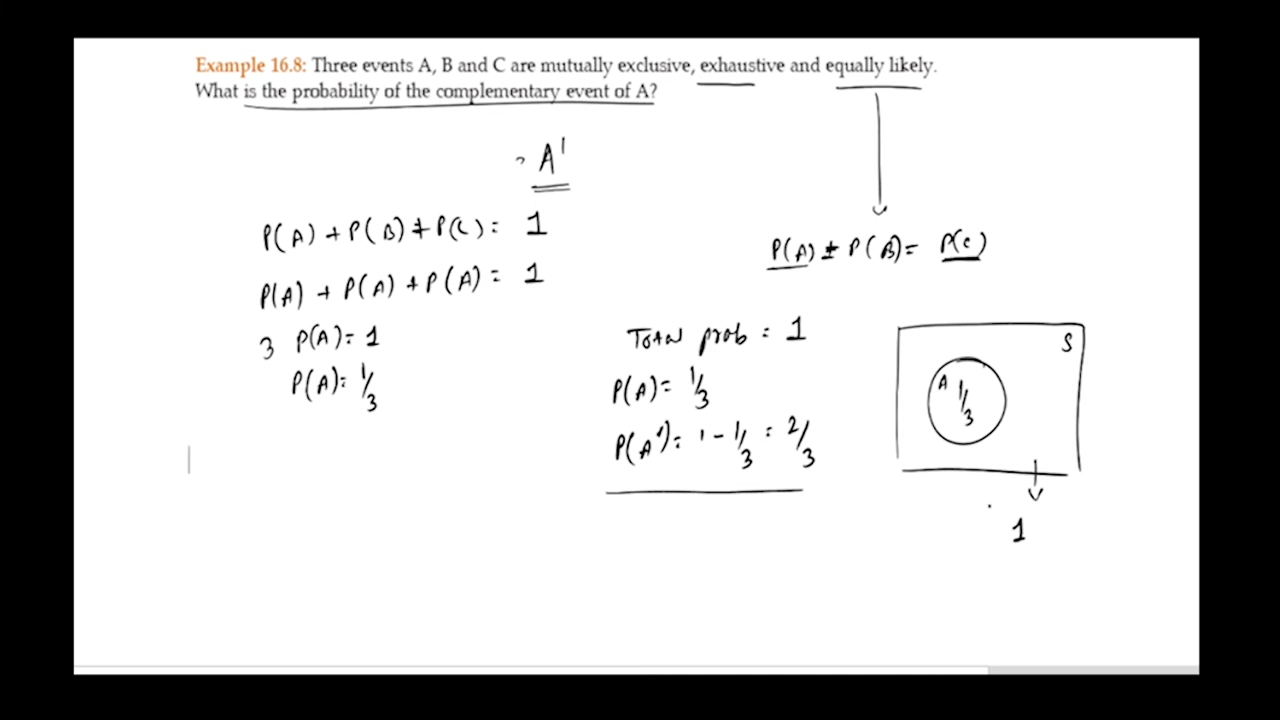 Example 16.8: Three events A, B and C are mutually exclusive, exhaustive and equally likely.
What is the probability of the complementary event of A?
A'
P(A) + P(B) + P(C) = 1
P(A) + P(A) + P(A) = 1
3 P(A) = 1
P(A) = 1/3
P(A) = P(B) = P(C)
Total prob = 1
P(A) = 1/3
P(A') = 1 - 1/3 = 2/3
S
A 1/3
1